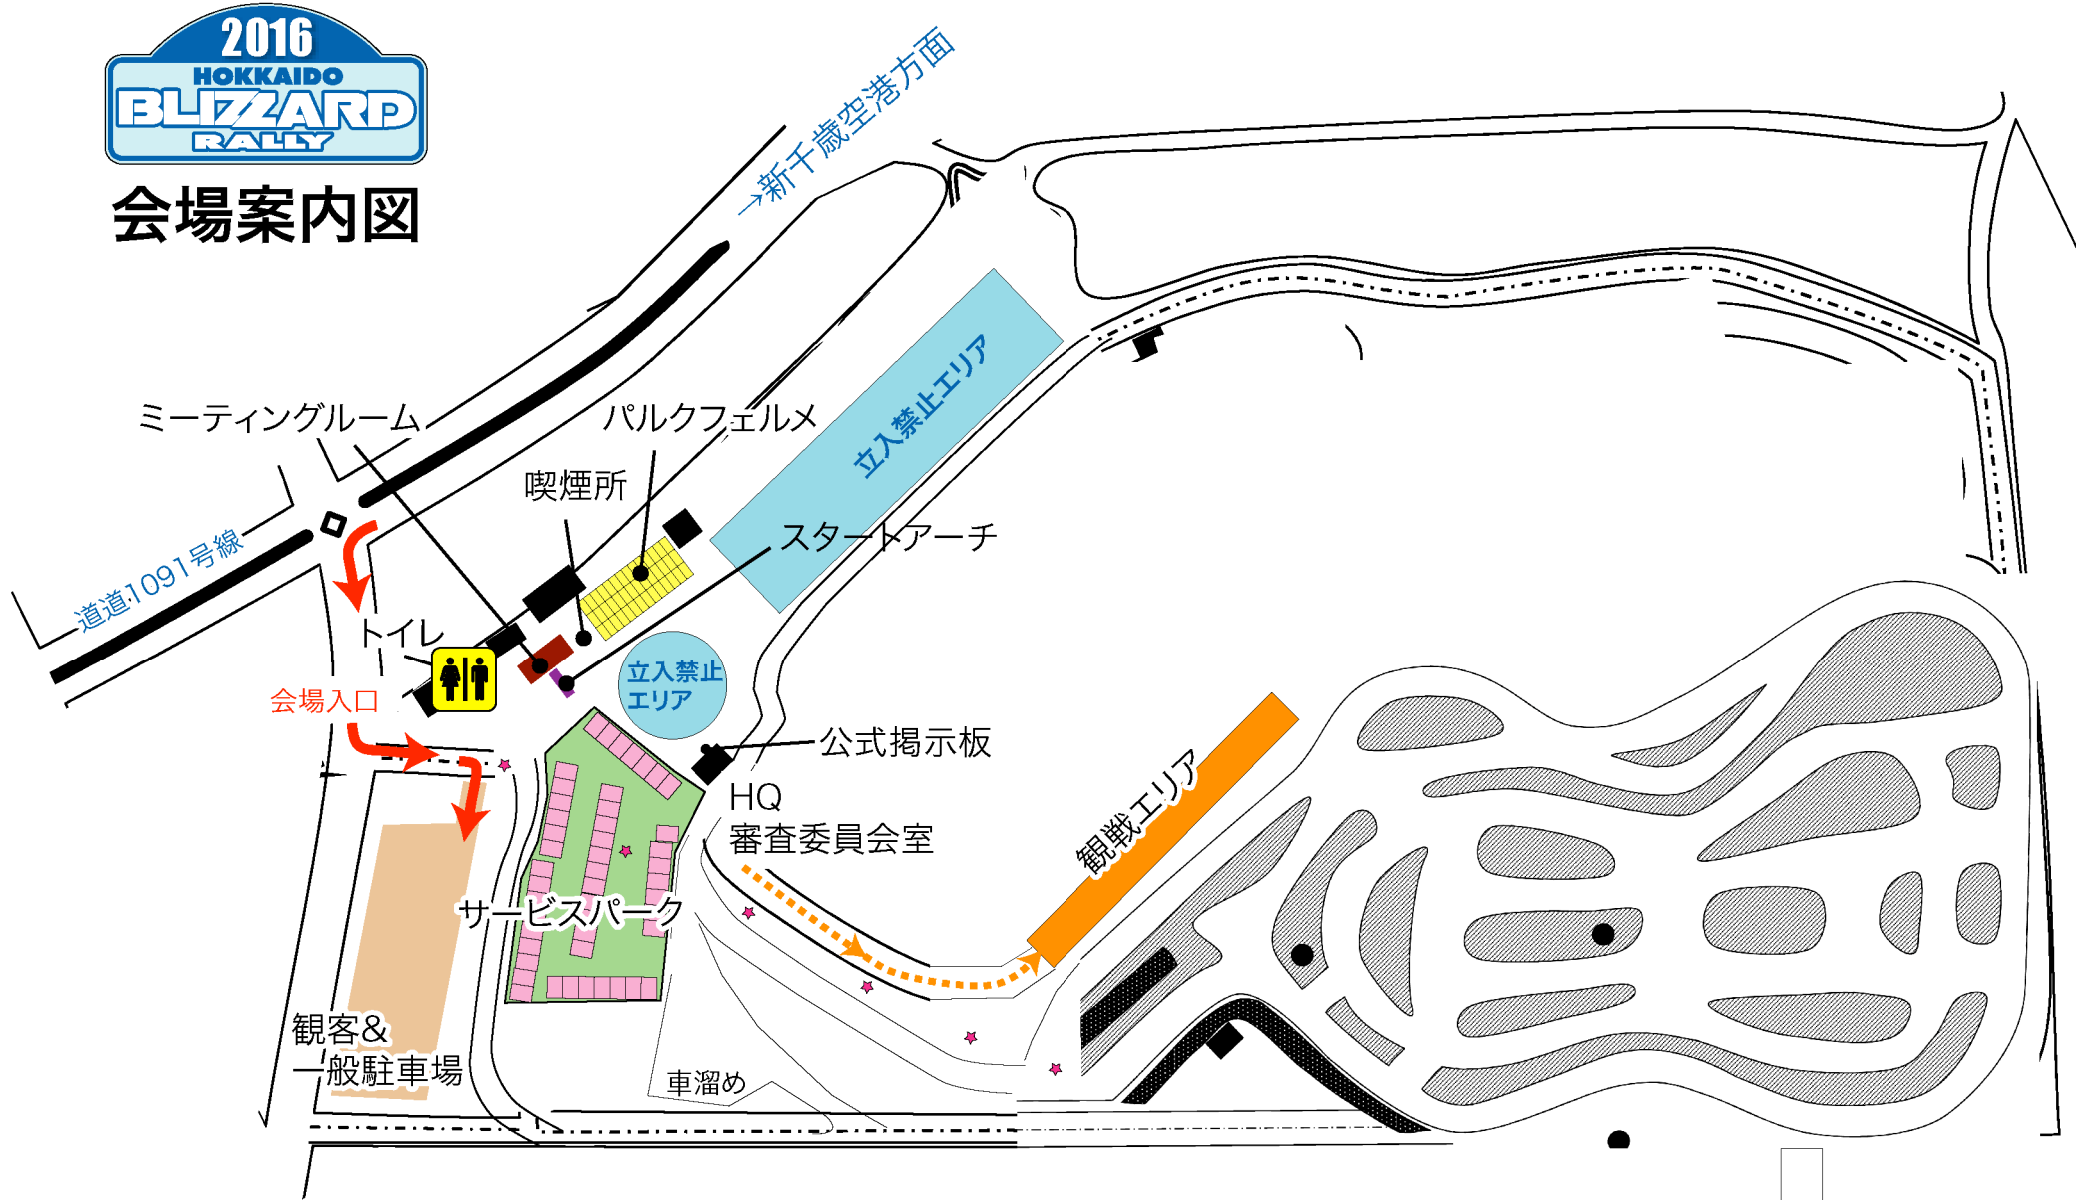 2016
HOKKAIDO
BLIZZARD
RALLY
会場案内図
→新千歳空港方面
ミーティングルーム
パルクフェルメ
喫煙所
立入禁止エリア
スタートアーチ
道道1091号線
トイレ
会場入口
立入禁止
エリア
公式掲示板
HQ
審査委員会室
観戦エリア
サービスパーク
観客&
一般駐車場
車溜め